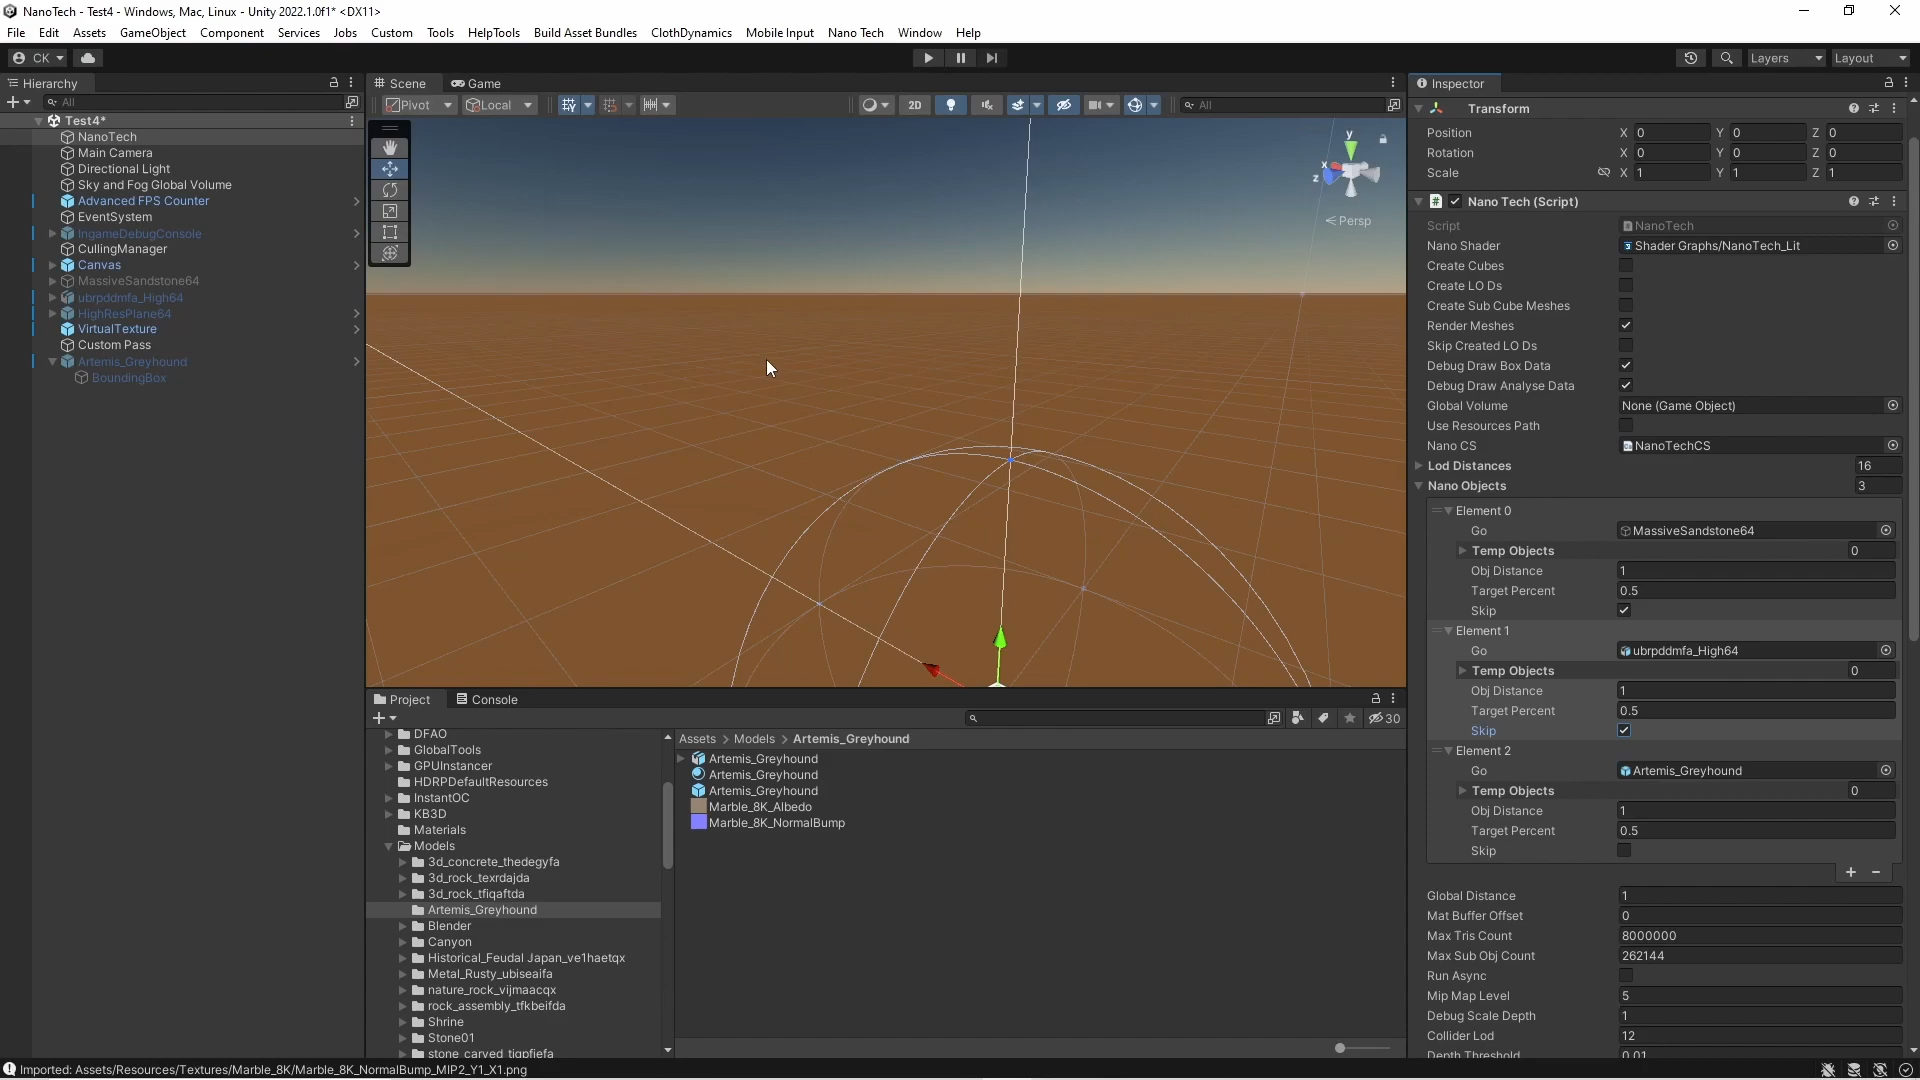 NanoTech - Test4 - Windows, Mac, Linux - Unity 2022.1.0f1* <DX11>
File Edit Assets GameObject Component Services Jobs Custom Tools HelpTools Build Asset Bundles ClothDynamics Mobile Input Nano Tech Window Help
CK
Layers Layout
Hierarchy
All
Test4*
NanoTech
Main Camera
Directional Light
Sky and Fog Global Volume
Advanced FPS Counter
EventSystem
IngameDebugConsole
CullingManager
Canvas
MassiveSandstone64
ubrpddmfa_High64
HighResPlane64
VirtualTexture
Custom Pass
Artemis_Greyhound
BoundingBox
Scene Game
Pivot Local 2D All
y
x
z
Persp
Project Console
30
DFAO
GlobalTools
GPUInstancer
HDRPDefaultResources
InstantOC
KB3D
Materials
Models
3d_concrete_thedegyfa
3d_rock_texrdajda
3d_rock_tfiqaftda
Artemis_Greyhound
Blender
Canyon
Historical_Feudal Japan_ve1haetqx
Metal_Rusty_ubiseaifa
nature_rock_vijmaacqx
rock_assembly_tfkbeifda
Shrine
Stone01
stone_carved_tiqpfiefa
Assets > Models > Artemis_Greyhound
Artemis_Greyhound
Artemis_Greyhound
Artemis_Greyhound
Marble_8K_Albedo
Marble_8K_NormalBump
Inspector
Transform
Position X 0 Y 0 Z 0
Rotation X 0 Y 0 Z 0
Scale X 1 Y 1 Z 1
Nano Tech (Script)
Script NanoTech
Nano Shader Shader Graphs/NanoTech_Lit
Create Cubes
Create LO Ds
Create Sub Cube Meshes
Render Meshes
Skip Created LO Ds
Debug Draw Box Data
Debug Draw Analyse Data
Global Volume None (Game Object)
Use Resources Path
Nano CS NanoTechCS
Lod Distances 16
Nano Objects 3
Element 0
Go MassiveSandstone64
Temp Objects 0
Obj Distance 1
Target Percent 0.5
Skip
Element 1
Go ubrpddmfa_High64
Temp Objects 0
Obj Distance 1
Target Percent 0.5
Skip
Element 2
Go Artemis_Greyhound
Temp Objects 0
Obj Distance 1
Target Percent 0.5
Skip
Global Distance 1
Mat Buffer Offset 0
Max Tris Count 8000000
Max Sub Obj Count 262144
Run Async
Mip Map Level 5
Debug Scale Depth 1
Collider Lod 12
Depth Threshold 0.01
Imported: Assets/Resources/Textures/Marble_8K/Marble_8K_NormalBump_MIP2_Y1_X1.png